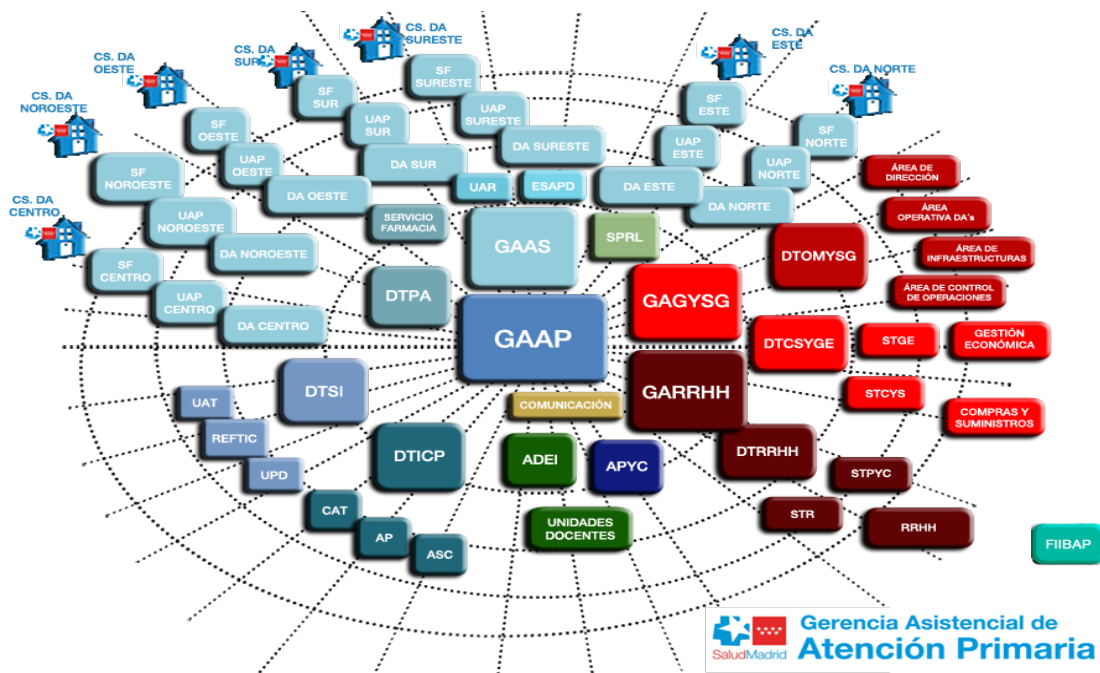 CS. DA
SURESTE
CS. DA
ESTE
CS. DA
OESTE
CS. DA
SUR
CS. DA NORTE
CS. DA
NOROESTE
CS. DA
CENTRO
SF
SURESTE
UAP
SURESTE
DA SURESTE
SF
SUR
UAP
SUR
DA SUR
SF
OESTE
UAP
OESTE
DA OESTE
SF
ESTE
UAP
ESTE
DA ESTE
SF
NORTE
UAP
NORTE
DA NORTE
SF
NOROESTE
UAP
NOROESTE
DA NOROESTE
SF
CENTRO
UAP
CENTRO
DA CENTRO
UAR
ESAPD
SERVICIO
FARMACIA
GAAS
SPRL
DTPA
GAAP
GAGYSG
DTOMYSG
ÁREA DE
DIRECCIÓN
ÁREA
OPERATIVA DA's
ÁREA DE
INFRAESTRUCTURAS
ÁREA DE CONTROL
DE OPERACIONES
DTCSYGE
STGE
GESTIÓN
ECONÓMICA
STCYS
COMPRAS Y
SUMINISTROS
GARRHH
DTRRHH
STPYC
STR
RRHH
DTSI
UAT
REFTIC
UPD
COMUNICACIÓN
DTICP
CAT
AP
ASC
ADEI
APYC
UNIDADES
DOCENTES
FIIBAP
SaludMadrid
Gerencia Asistencial de
Atención Primaria